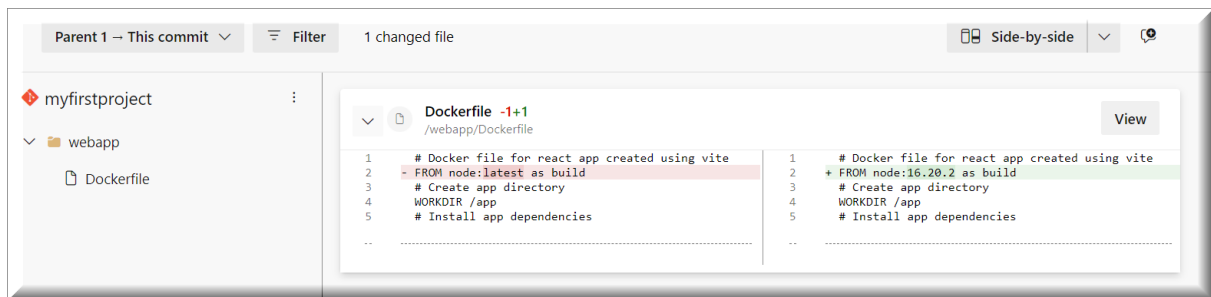 Parent 1 → This commit
Filter
1 changed file
Side-by-side
myfirstproject
webapp
Dockerfile
Dockerfile -1+1
/webapp/Dockerfile
View
1 # Docker file for react app created using vite
2 - FROM node:latest as build
3 # Create app directory
4 WORKDIR /app
5 # Install app dependencies
1 # Docker file for react app created using vite
2 + FROM node:16.20.2 as build
3 # Create app directory
4 WORKDIR /app
5 # Install app dependencies